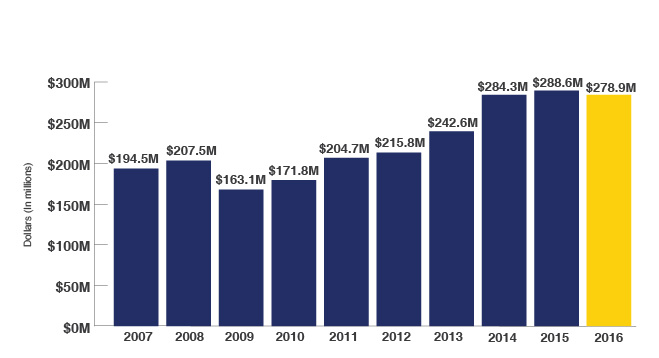 $300M
$250M
$200M
$150M
$100M
$50M
$0M
Dollars (In millions)
$194.5M
$207.5M
$163.1M
$171.8M
$204.7M
$215.8M
$242.6M
$284.3M
$288.6M
$278.9M
2007 2008 2009 2010 2011 2012 2013 2014 2015 2016